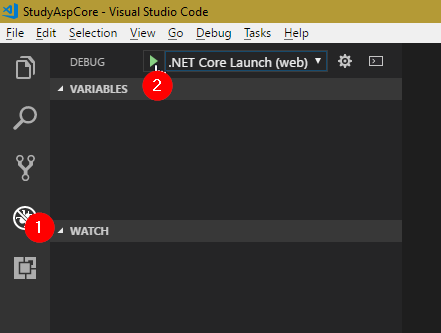 StudyAspCore - Visual Studio Code
File Edit Selection View Go Debug Tasks Help
DEBUG .NET Core Launch (web)
2
VARIABLES
1
WATCH